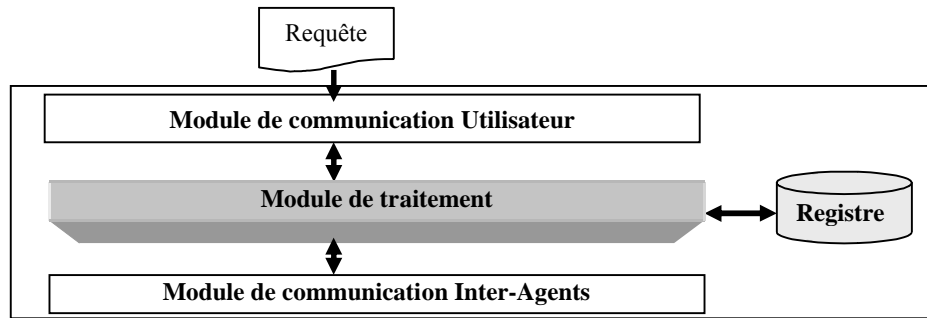 Requête
Module de communication Utilisateur
Module de traitement
Registre
Module de communication Inter-Agents